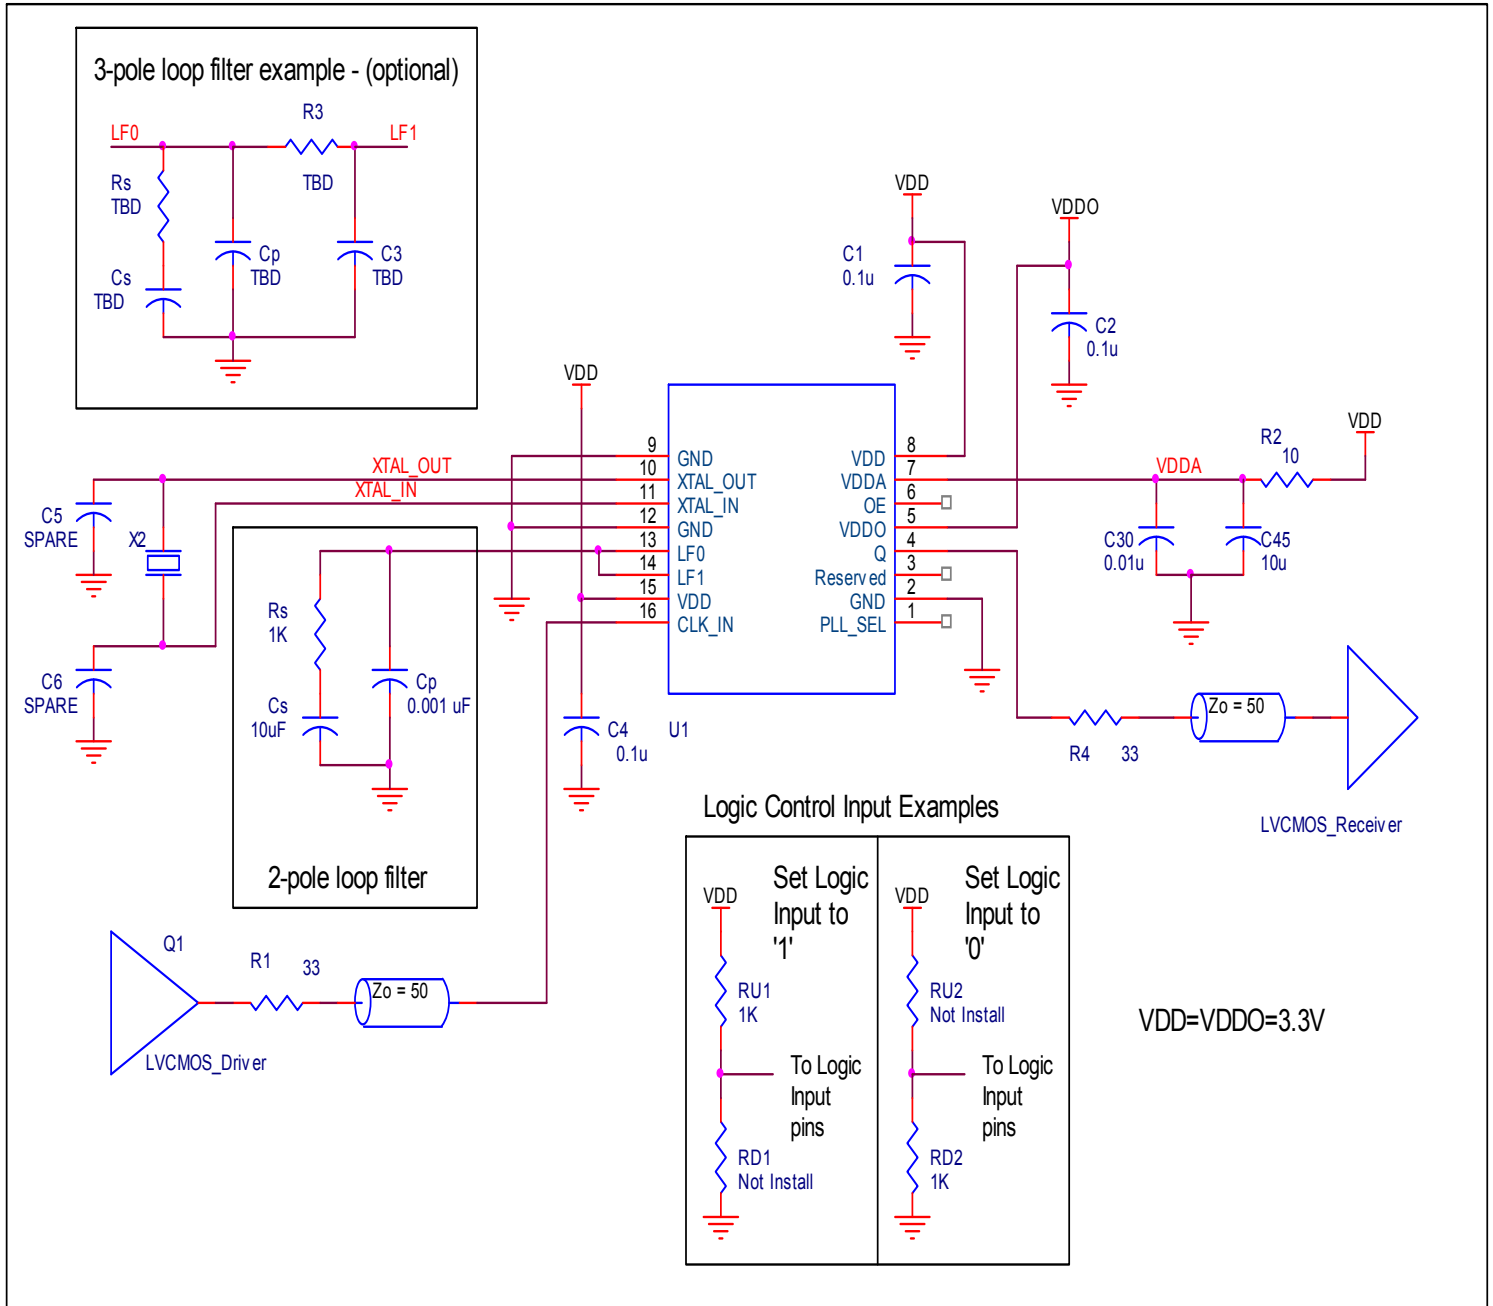 3-pole loop filter example - (optional)
R3
LF0
LF1
Rs
TBD
TBD
Cp
TBD
C3
TBD
Cs
TBD
VDD
C1
0.1u
VDDO
C2
0.1u
VDD
VDD
R2
10
VDDA
C30
0.01u
C45
10u
XTAL_OUT
XTAL_IN
C5
SPARE
X2
C6
SPARE
9
GND
10
XTAL_OUT
11
XTAL_IN
12
GND
13
LF0
14
LF1
15
VDD
16
CLK_IN
8
VDD
7
VDDA
6
OE
5
VDDO
4
Q
3
Reserved
2
GND
1
PLL_SEL
U1
Rs
1K
Cp
0.001 uF
Cs
10uF
2-pole loop filter
C4
0.1u
Zo = 50
R4
33
LVCMOS_Receiver
Q1
R1
33
Zo = 50
LVCMOS_Driver
Logic Control Input Examples
VDD
Set Logic
Input to
'1'
RU1
1K
To Logic
Input
pins
RD1
Not Install
VDD
Set Logic
Input to
'0'
RU2
Not Install
To Logic
Input
pins
RD2
1K
VDD=VDDO=3.3V